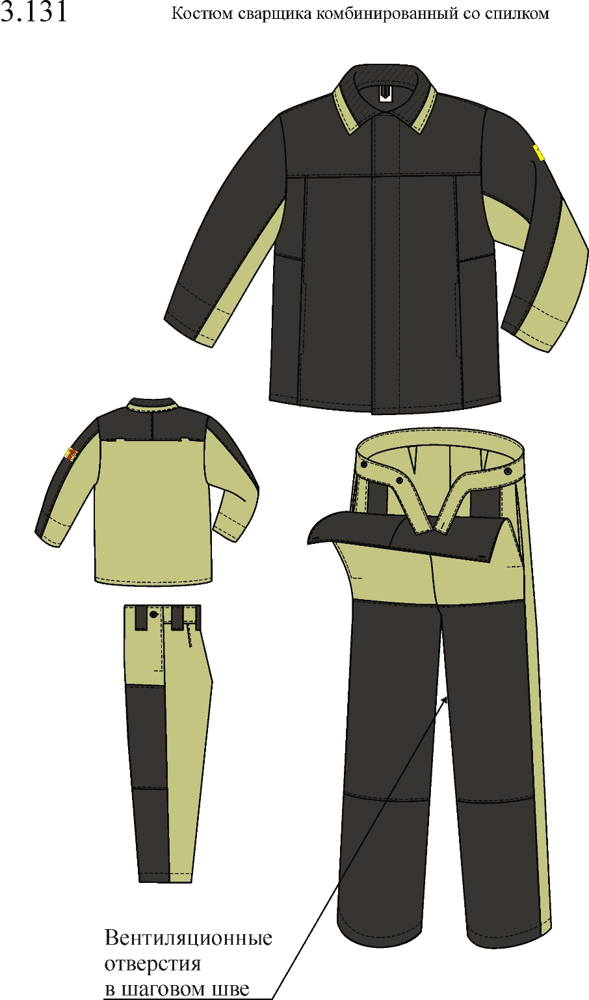 3.131
Костюм сварщика комбинированный со спилком
Вентиляционные
отверстия
в шаговом шве